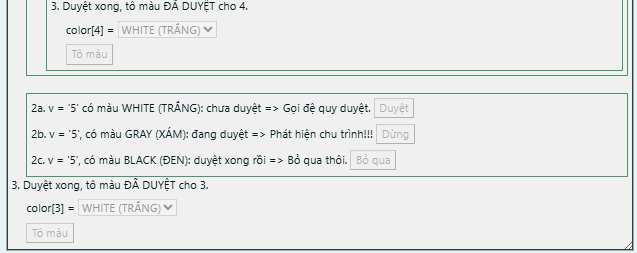 3. Duyệt xong, tô màu ĐÃ DUYỆT cho 4.
color[4] = WHITE (TRẮNG)
Tô màu
2a. v = '5' có màu WHITE (TRẮNG): chưa duyệt => Gọi đệ quy duyệt. Duyệt
2b. v = '5', có màu GRAY (XÁM): đang duyệt => Phát hiện chu trình!!! Dừng
2c. v = '5', có màu BLACK (ĐEN): duyệt xong rồi => Bỏ qua thôi. Bỏ qua
3. Duyệt xong, tô màu ĐÃ DUYỆT cho 3.
color[3] = WHITE (TRẮNG)
Tô màu